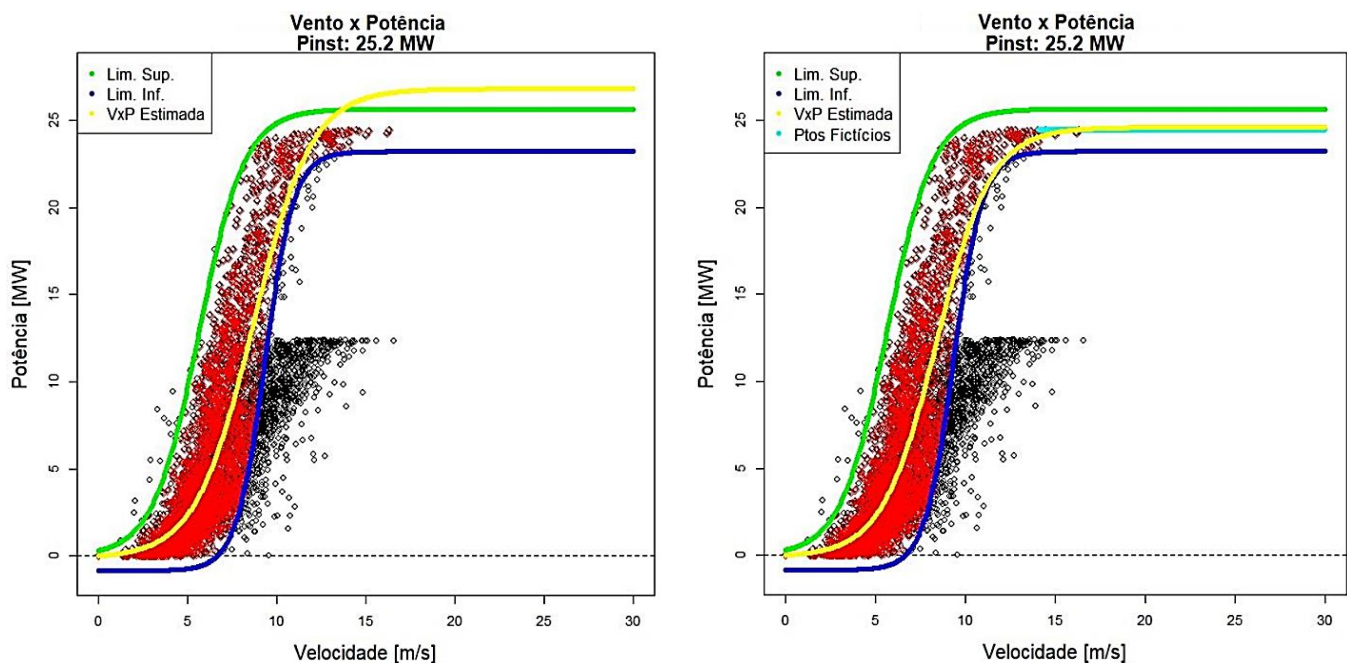 Vento x Potência
Pinst: 25.2 MW
Lim. Sup.
Lim. Inf.
VxP Estimada
Potência [MW]
25
20
15
10
5
0
0 5 10 15 20 25 30
Velocidade [m/s]
Vento x Potência
Pinst: 25.2 MW
Lim. Sup.
Lim. Inf.
VxP Estimada
Ptos Fictícios
Potência [MW]
25
20
15
10
5
0
0 5 10 15 20 25 30
Velocidade [m/s]